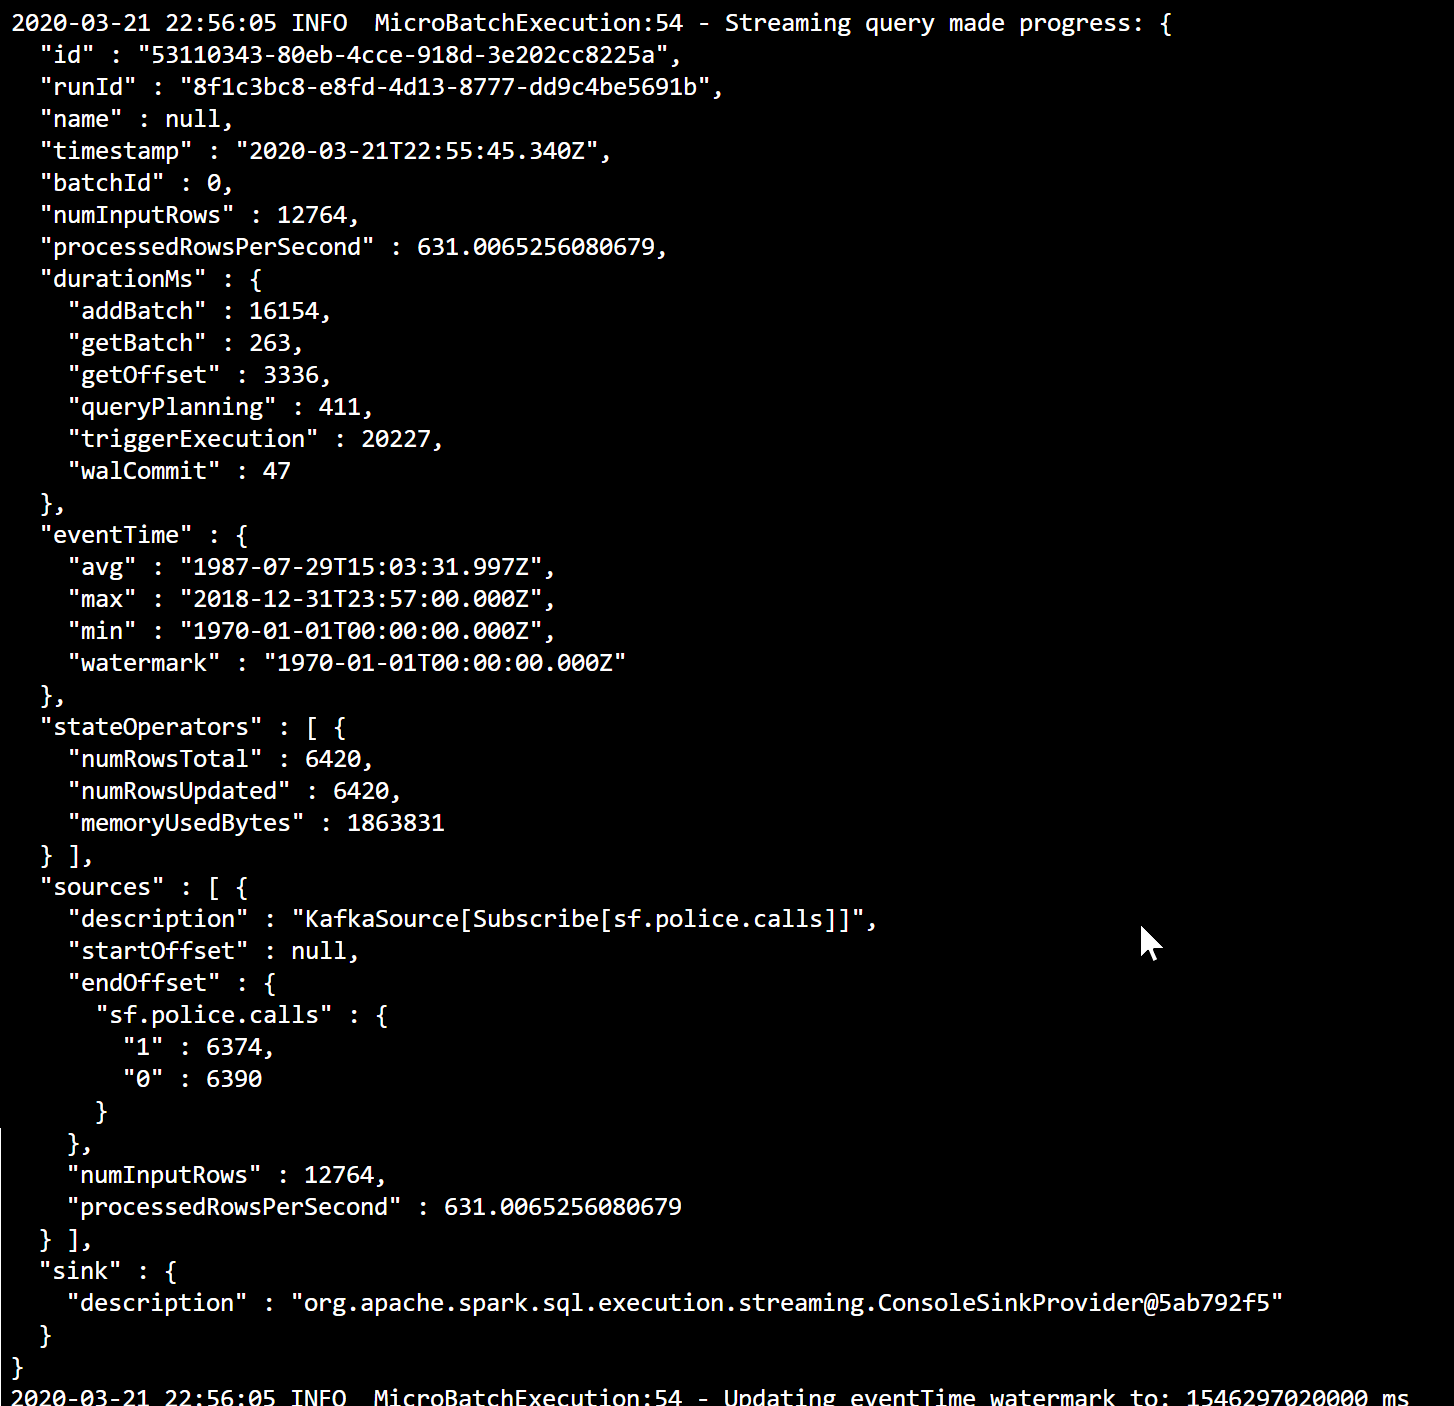 2020-03-21 22:56:05 INFO  MicroBatchExecution:54 - Streaming query made progress: {
  "id" : "53110343-80eb-4cce-918d-3e202cc8225a",
  "runId" : "8f1c3bc8-e8fd-4d13-8777-dd9c4be5691b",
  "name" : null,
  "timestamp" : "2020-03-21T22:55:45.340Z",
  "batchId" : 0,
  "numInputRows" : 12764,
  "processedRowsPerSecond" : 631.0065256080679,
  "durationMs" : {
    "addBatch" : 16154,
    "getBatch" : 263,
    "getOffset" : 3336,
    "queryPlanning" : 411,
    "triggerExecution" : 20227,
    "walCommit" : 47
  },
  "eventTime" : {
    "avg" : "1987-07-29T15:03:31.997Z",
    "max" : "2018-12-31T23:57:00.000Z",
    "min" : "1970-01-01T00:00:00.000Z",
    "watermark" : "1970-01-01T00:00:00.000Z"
  },
  "stateOperators" : [ {
    "numRowsTotal" : 6420,
    "numRowsUpdated" : 6420,
    "memoryUsedBytes" : 1863831
  } ],
  "sources" : [ {
    "description" : "KafkaSource[Subscribe[sf.police.calls]]",
    "startOffset" : null,
    "endOffset" : {
      "sf.police.calls" : {
        "1" : 6374,
        "0" : 6390
      }
    },
    "numInputRows" : 12764,
    "processedRowsPerSecond" : 631.0065256080679
  } ],
  "sink" : {
    "description" : "org.apache.spark.sql.execution.streaming.ConsoleSinkProvider@5ab792f5"
  }
}
2020-03-21 22:56:05 INFO  MicroBatchExecution:54 - Updating eventTime watermark to: 1546297020000 ms